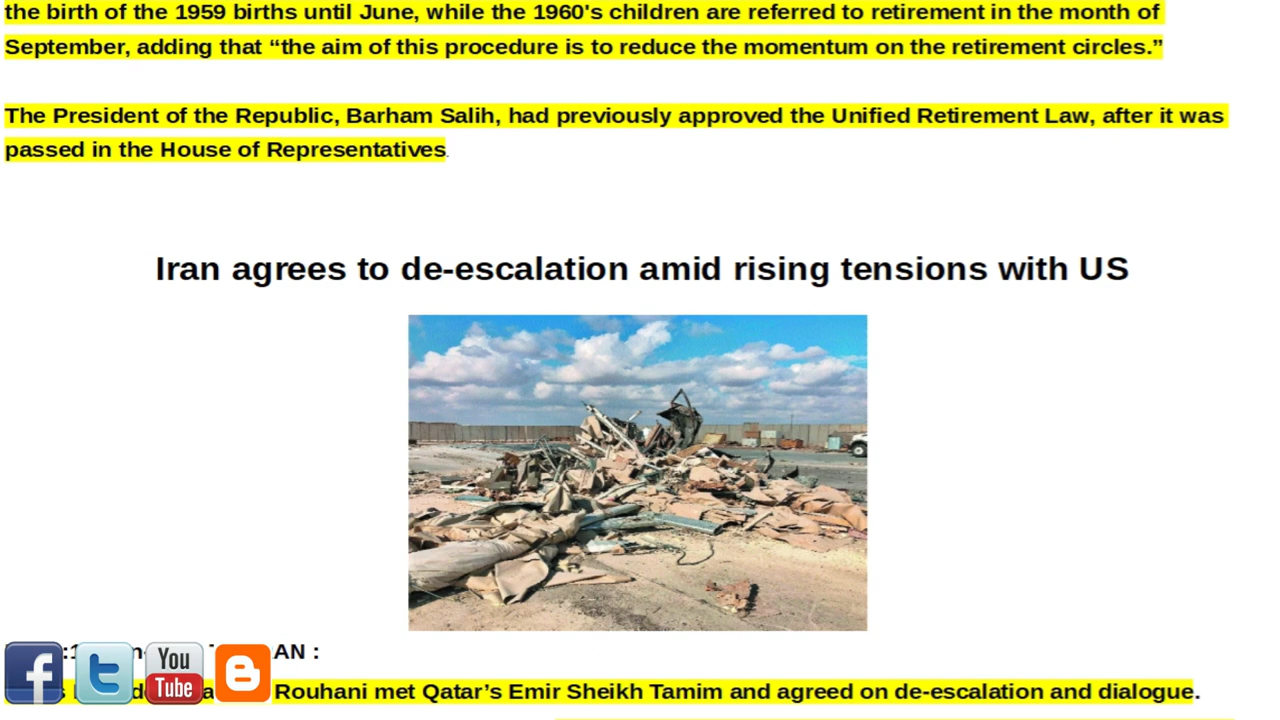 the birth of the 1959 births until June, while the 1960's children are referred to retirement in the month of
September, adding that “the aim of this procedure is to reduce the momentum on the retirement circles.”
The President of the Republic, Barham Salih, had previously approved the Unified Retirement Law, after it was
passed in the House of Representatives.
Iran agrees to de-escalation amid rising tensions with US
AN :
You
Tube
Rouhani met Qatar’s Emir Sheikh Tamim and agreed on de-escalation and dialogue.